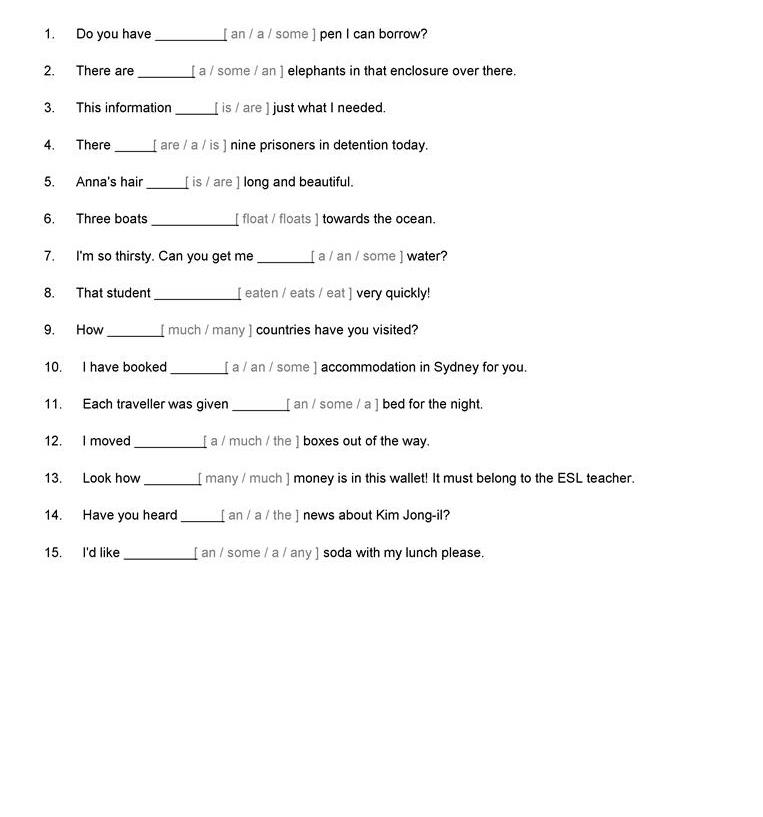 1. Do you have __________[ an / a / some ] pen I can borrow?
2. There are ________[ a / some / an ] elephants in that enclosure over there.
3. This information ______[ is / are ] just what I needed.
4. There ______[ are / a / is ] nine prisoners in detention today.
5. Anna's hair ______[ is / are ] long and beautiful.
6. Three boats ____________[ float / floats ] towards the ocean.
7. I'm so thirsty. Can you get me ________[ a / an / some ] water?
8. That student ____________[ eaten / eats / eat ] very quickly!
9. How ________[ much / many ] countries have you visited?
10. I have booked ________[ a / an / some ] accommodation in Sydney for you.
11. Each traveller was given ________[ an / some / a ] bed for the night.
12. I moved __________[ a / much / the ] boxes out of the way.
13. Look how ________[ many / much ] money is in this wallet! It must belong to the ESL teacher.
14. Have you heard ______[ an / a / the ] news about Kim Jong-il?
15. I'd like __________[ an / some / a / any ] soda with my lunch please.